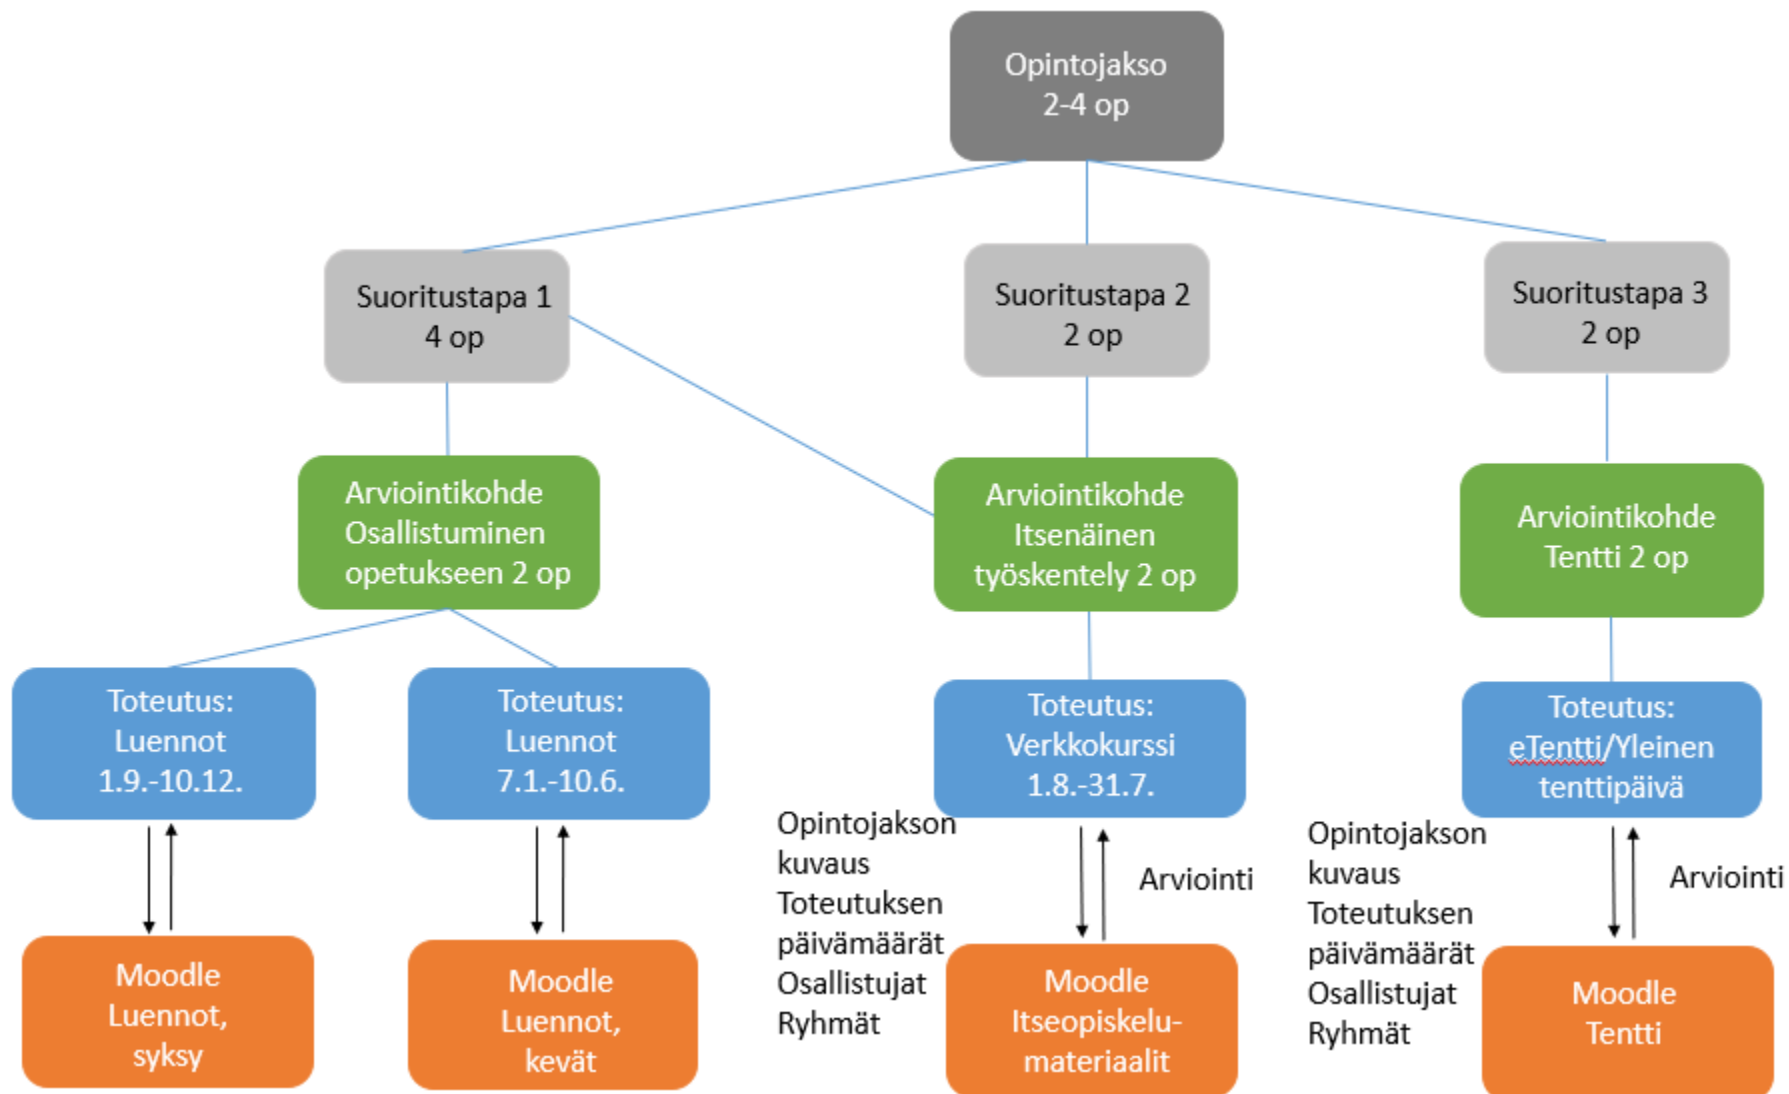 Opintojakso
2-4 op
Suoritustapa 1
4 op
Suoritustapa 2
2 op
Suoritustapa 3
2 op
Arviointikohde
Osallistuminen
opetukseen 2 op
Arviointikohde
Itsenäinen
työskentely 2 op
Arviointikohde
Tentti 2 op
Toteutus:
Luennot
1.9.-10.12.
Toteutus:
Luennot
7.1.-10.6.
Toteutus:
Verkkokurssi
1.8.-31.7.
Toteutus:
eTentti/Yleinen
tenttipäivä
Opintojakson
kuvaus
Toteutuksen
päivämäärät
Osallistujat
Ryhmät
Arviointi
Opintojakson
kuvaus
Toteutuksen
päivämäärät
Osallistujat
Ryhmät
Arviointi
Moodle
Luennot,
syksy
Moodle
Luennot,
kevät
Moodle
Itseopiskelu-
materiaalit
Moodle
Tentti